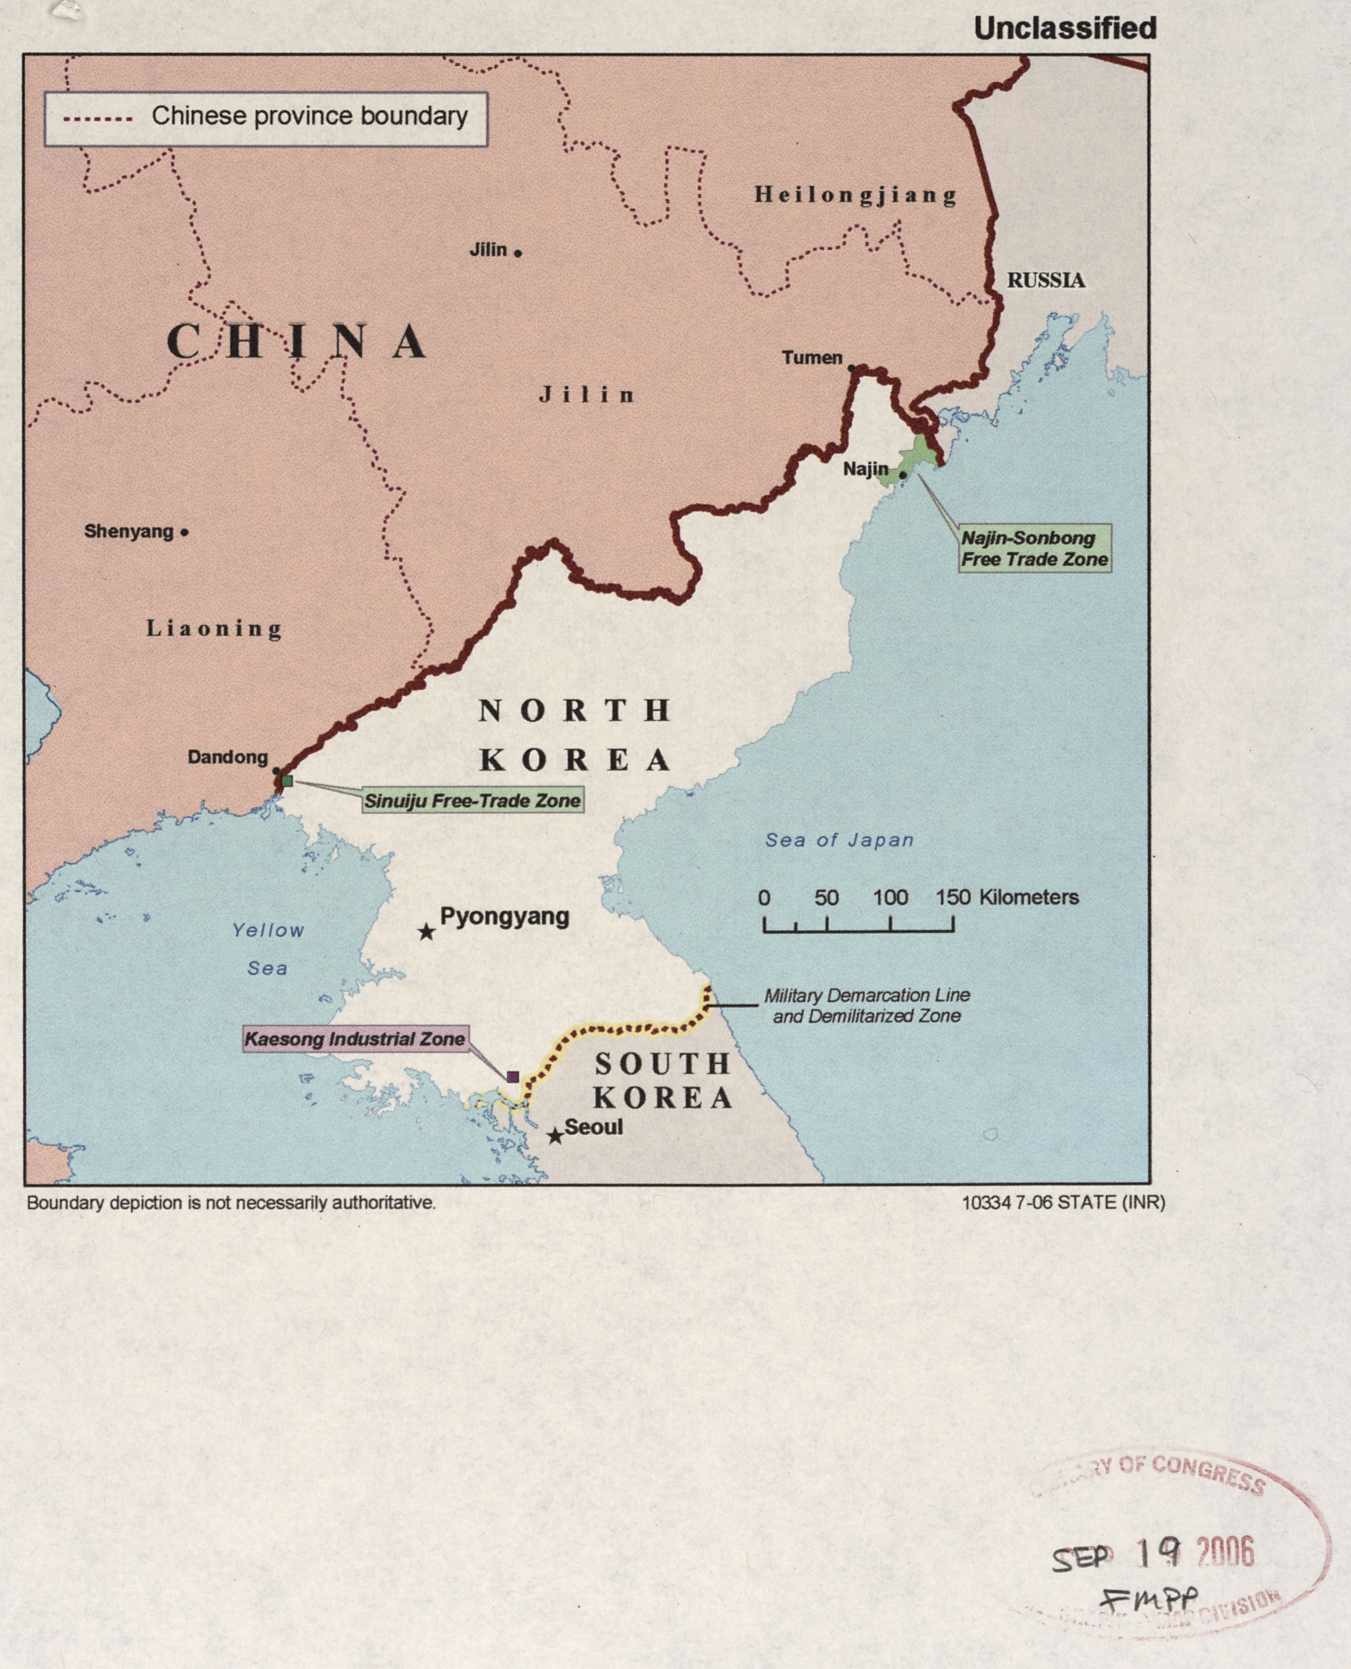 Unclassified
Chinese province boundary
Heilongjiang
Jilin
RUSSIA
CHINA
Tumen
Jilin
Najin
Shenyang
Najin-Sonbong
Free Trade Zone
Liaoning
NORTH
KOREA
Dandong
Sinuiju Free-Trade Zone
Sea of Japan
0 50 100 150 Kilometers
Pyongyang
Yellow
Sea
Military Demarcation Line
and Demilitarized Zone
Kaesong Industrial Zone
SOUTH
KOREA
Seoul
Boundary depiction is not necessarily authoritative.
10334 7-06 STATE (INR)
OF CONGRESS
SEP 19 2006
FMPP
DIVISION